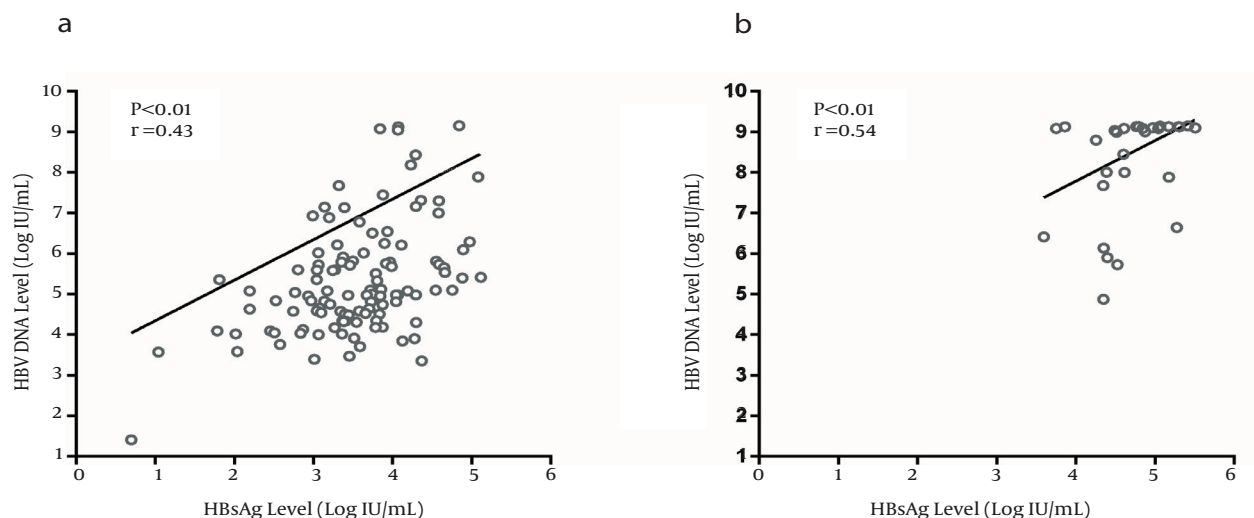 a
P<0.01
r =0.43
10
9
8
7
6
5
4
3
2
1
HBV DNA Level (Log IU/mL)
0 1 2 3 4 5 6
HBsAg Level (Log IU/mL)
b
P<0.01
r =0.54
10
9
8
7
6
5
4
3
2
1
HBV DNA Level (Log IU/mL)
0 1 2 3 4 5 6
HBsAg Level (Log IU/mL)